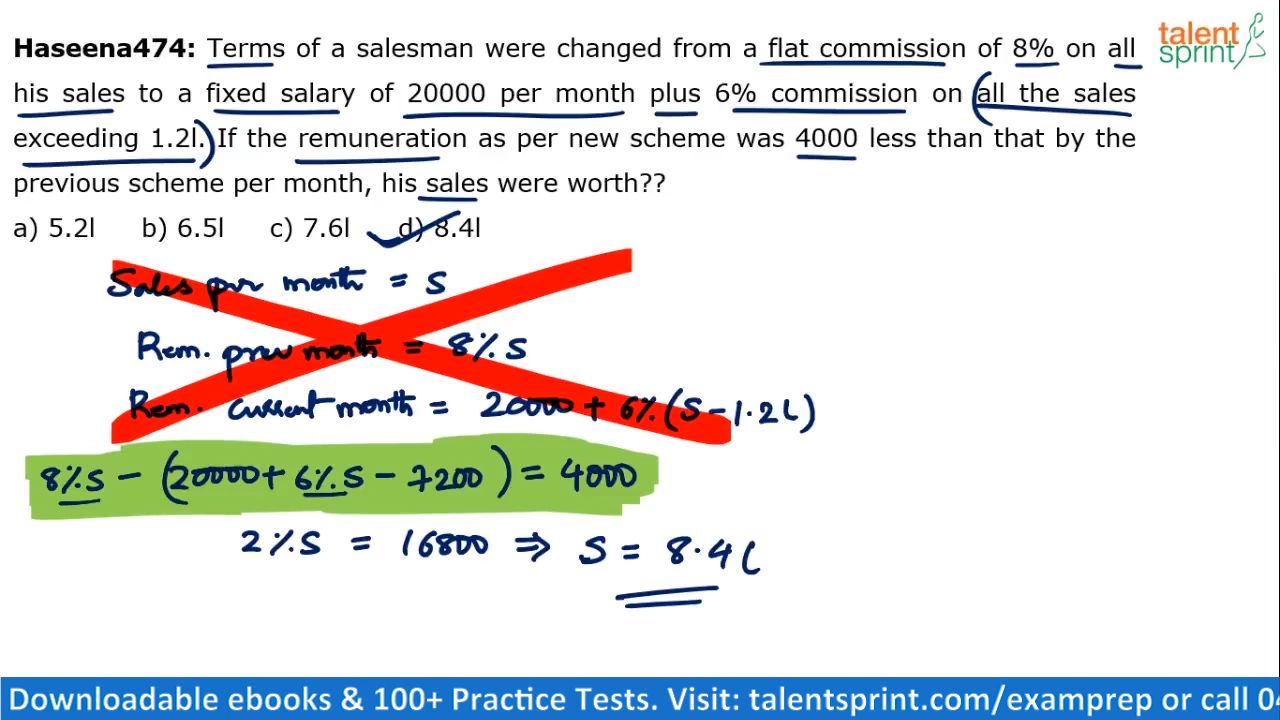 Haseena474: Terms of a salesman were changed from a flat commission of 8% on all
his sales to a fixed salary of 20000 per month plus 6% commission on all the sales
exceeding 1.2l. If the remuneration as per new scheme was 4000 less than that by the
previous scheme per month, his sales were worth??
a) 5.2l b) 6.5l c) 7.6l d) 8.4l
talent
sprint
Sales per month = S
Rem. prev month = 8% S
Rem. current month = 20000 + 6% (S - 1.2L)
8% S - (20000 + 6% S - 7200) = 4000
2% S = 16800 ⇒ S = 8.4L
Downloadable ebooks & 100+ Practice Tests. Visit: talentsprint.com/examprep or call 0